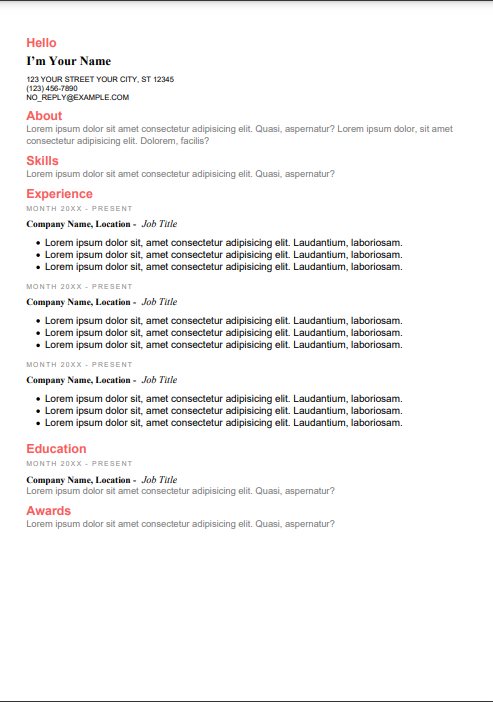 Hello
I'm Your Name
123 YOUR STREET YOUR CITY, ST 12345
(123) 456-7890
NO_REPLY@EXAMPLE.COM
About
Lorem ipsum dolor sit amet consectetur adipisicing elit. Quasi, aspernatur? Lorem ipsum dolor, sit amet
consectetur adipisicing elit. Dolorem, facilis?
Skills
Lorem ipsum dolor sit amet consectetur adipisicing elit. Quasi, aspernatur?
Experience
MONTH 20XX - PRESENT
Company Name, Location - Job Title
• Lorem ipsum dolor sit, amet consectetur adipisicing elit. Laudantium, laboriosam.
• Lorem ipsum dolor sit, amet consectetur adipisicing elit. Laudantium, laboriosam.
• Lorem ipsum dolor sit, amet consectetur adipisicing elit. Laudantium, laboriosam.
MONTH 20XX - PRESENT
Company Name, Location - Job Title
• Lorem ipsum dolor sit, amet consectetur adipisicing elit. Laudantium, laboriosam.
• Lorem ipsum dolor sit, amet consectetur adipisicing elit. Laudantium, laboriosam.
• Lorem ipsum dolor sit, amet consectetur adipisicing elit. Laudantium, laboriosam.
MONTH 20XX - PRESENT
Company Name, Location - Job Title
• Lorem ipsum dolor sit, amet consectetur adipisicing elit. Laudantium, laboriosam.
• Lorem ipsum dolor sit, amet consectetur adipisicing elit. Laudantium, laboriosam.
• Lorem ipsum dolor sit, amet consectetur adipisicing elit. Laudantium, laboriosam.
Education
MONTH 20XX - PRESENT
Company Name, Location - Job Title
Lorem ipsum dolor sit amet consectetur adipisicing elit. Quasi, aspernatur?
Awards
Lorem ipsum dolor sit amet consectetur adipisicing elit. Quasi, aspernatur?